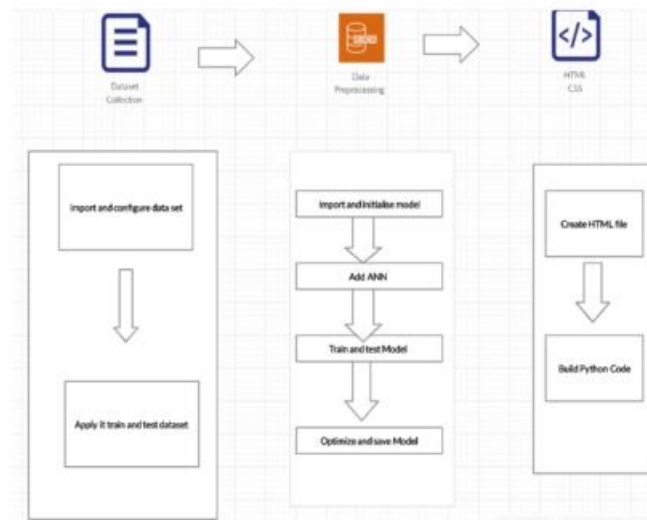 Dataset
Collection
Data
Preprocessing
</>
HTML
CSS
Import and configure data set
Apply it train and test dataset
Import and initialise model
Add ANN
Train and test Model
Optimize and save Model
Create HTML file
Build Python Code